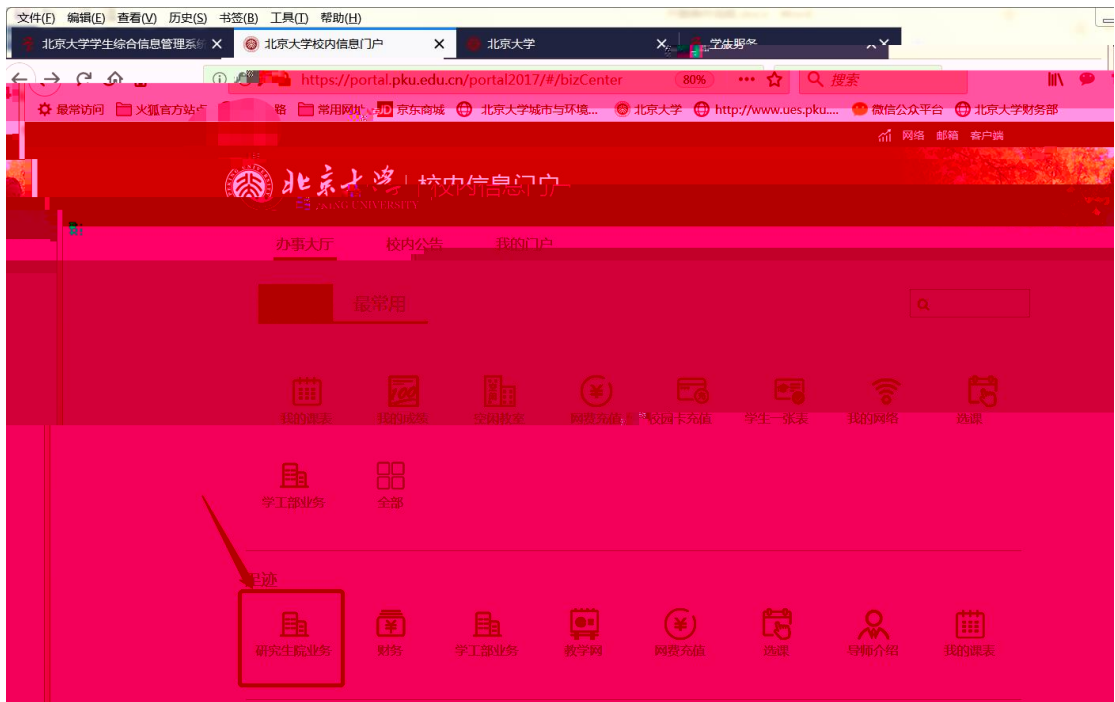 文件(F) 编辑(E) 查看(V) 历史(S) 书签(B) 工具(T) 帮助(H)
北京大学学生综合信息管理系统 北京大学校内信息门户 北京大学
https://portal.pku.edu.cn/portal2017/#/bizCenter 80% 搜索
最常访问 火狐官方站点 常用网址 JD 京东商城 北京大学城市与环境... 北京大学 http://www.ues.pku.... 微信公众平台 北京大学财务部
网络 邮箱 客户端
北京大学 校内信息门户
办事大厅 校内公告 我的门户
最常用
我的课表 我的成绩 空闲教室 网费充值 校园卡充值 学生一张表 我的网络 选课
学工部业务 全部
足迹
研究生院业务 财务 学工部业务 教学网 网费充值 选课 导师介绍 我的课表